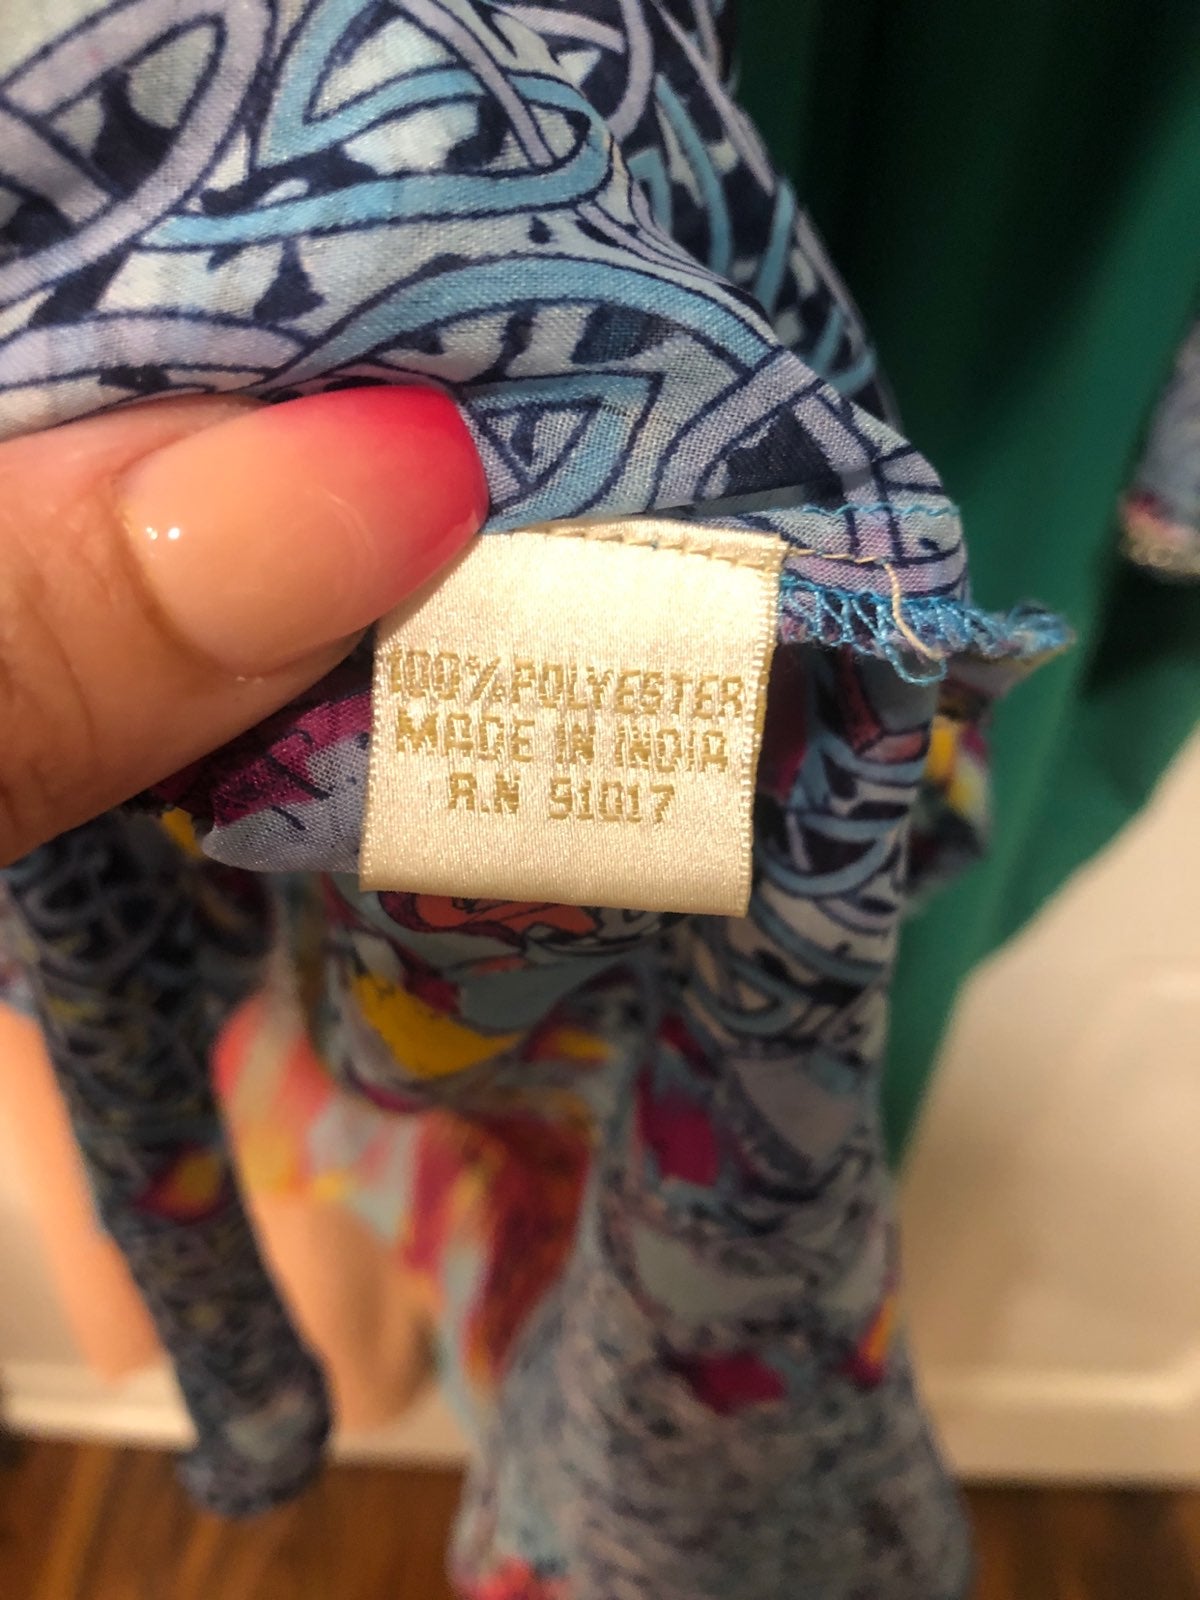 100% POLYESTER
MADE IN INDIA
R.N 91017